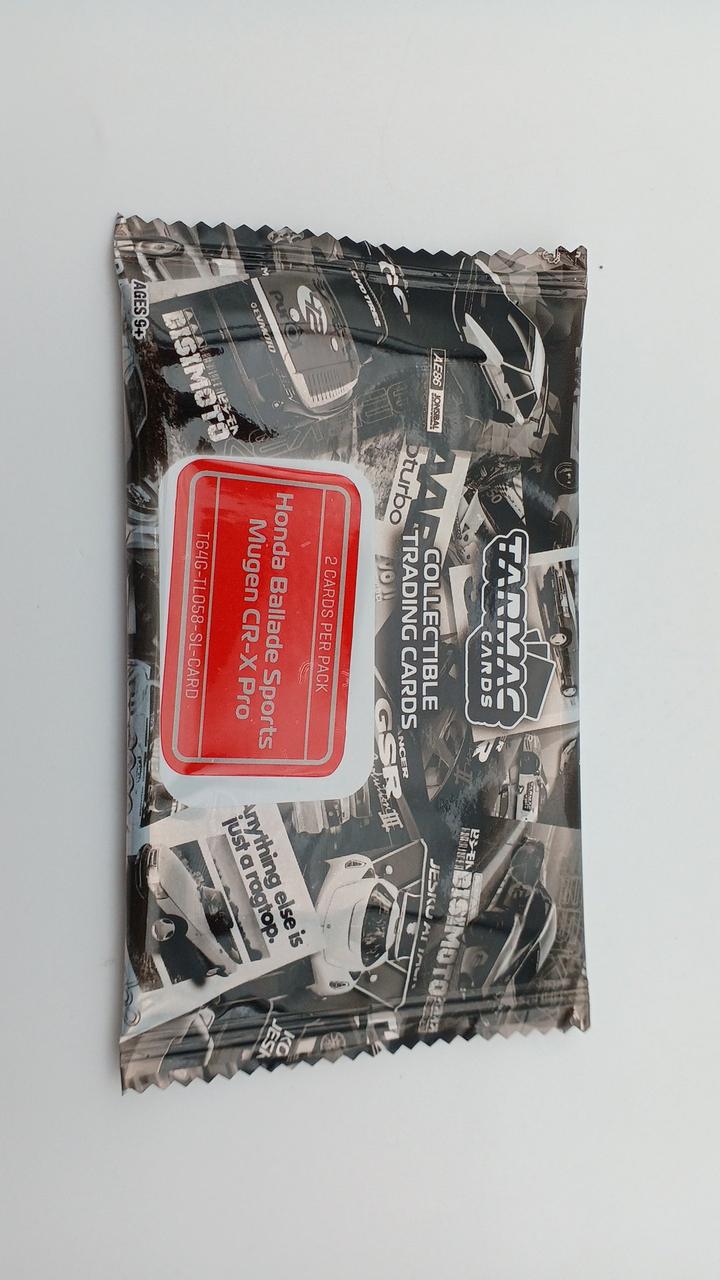 TARMAC
CARDS
COLLECTIBLE
TRADING CARDS
2 CARDS PER PACK
Honda Ballade Sports
Mugen CR-X Pro
T64G-TL058-SL-CARD
AGES 9+
BISIMOTO
AE86
turbo
GSR
BISIMOTO
Anything else is
just a ragtop.